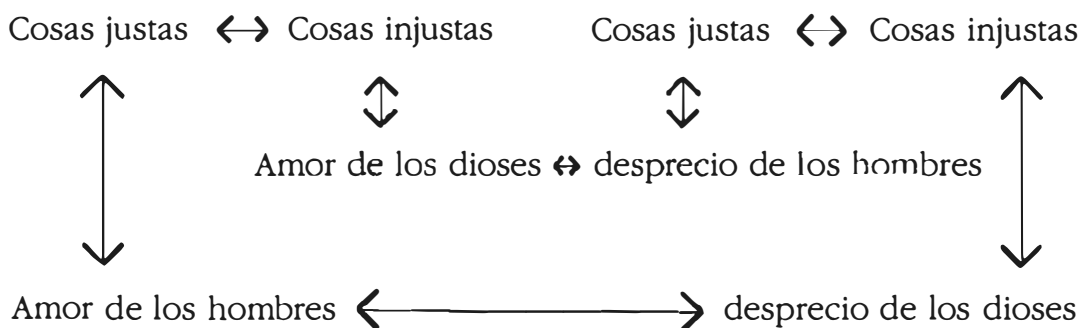 Cosas justas ↔ Cosas injustas Cosas justas ↔ Cosas injustas
Amor de los dioses ↔ desprecio de los hombres
Amor de los hombres ↔ desprecio de los dioses